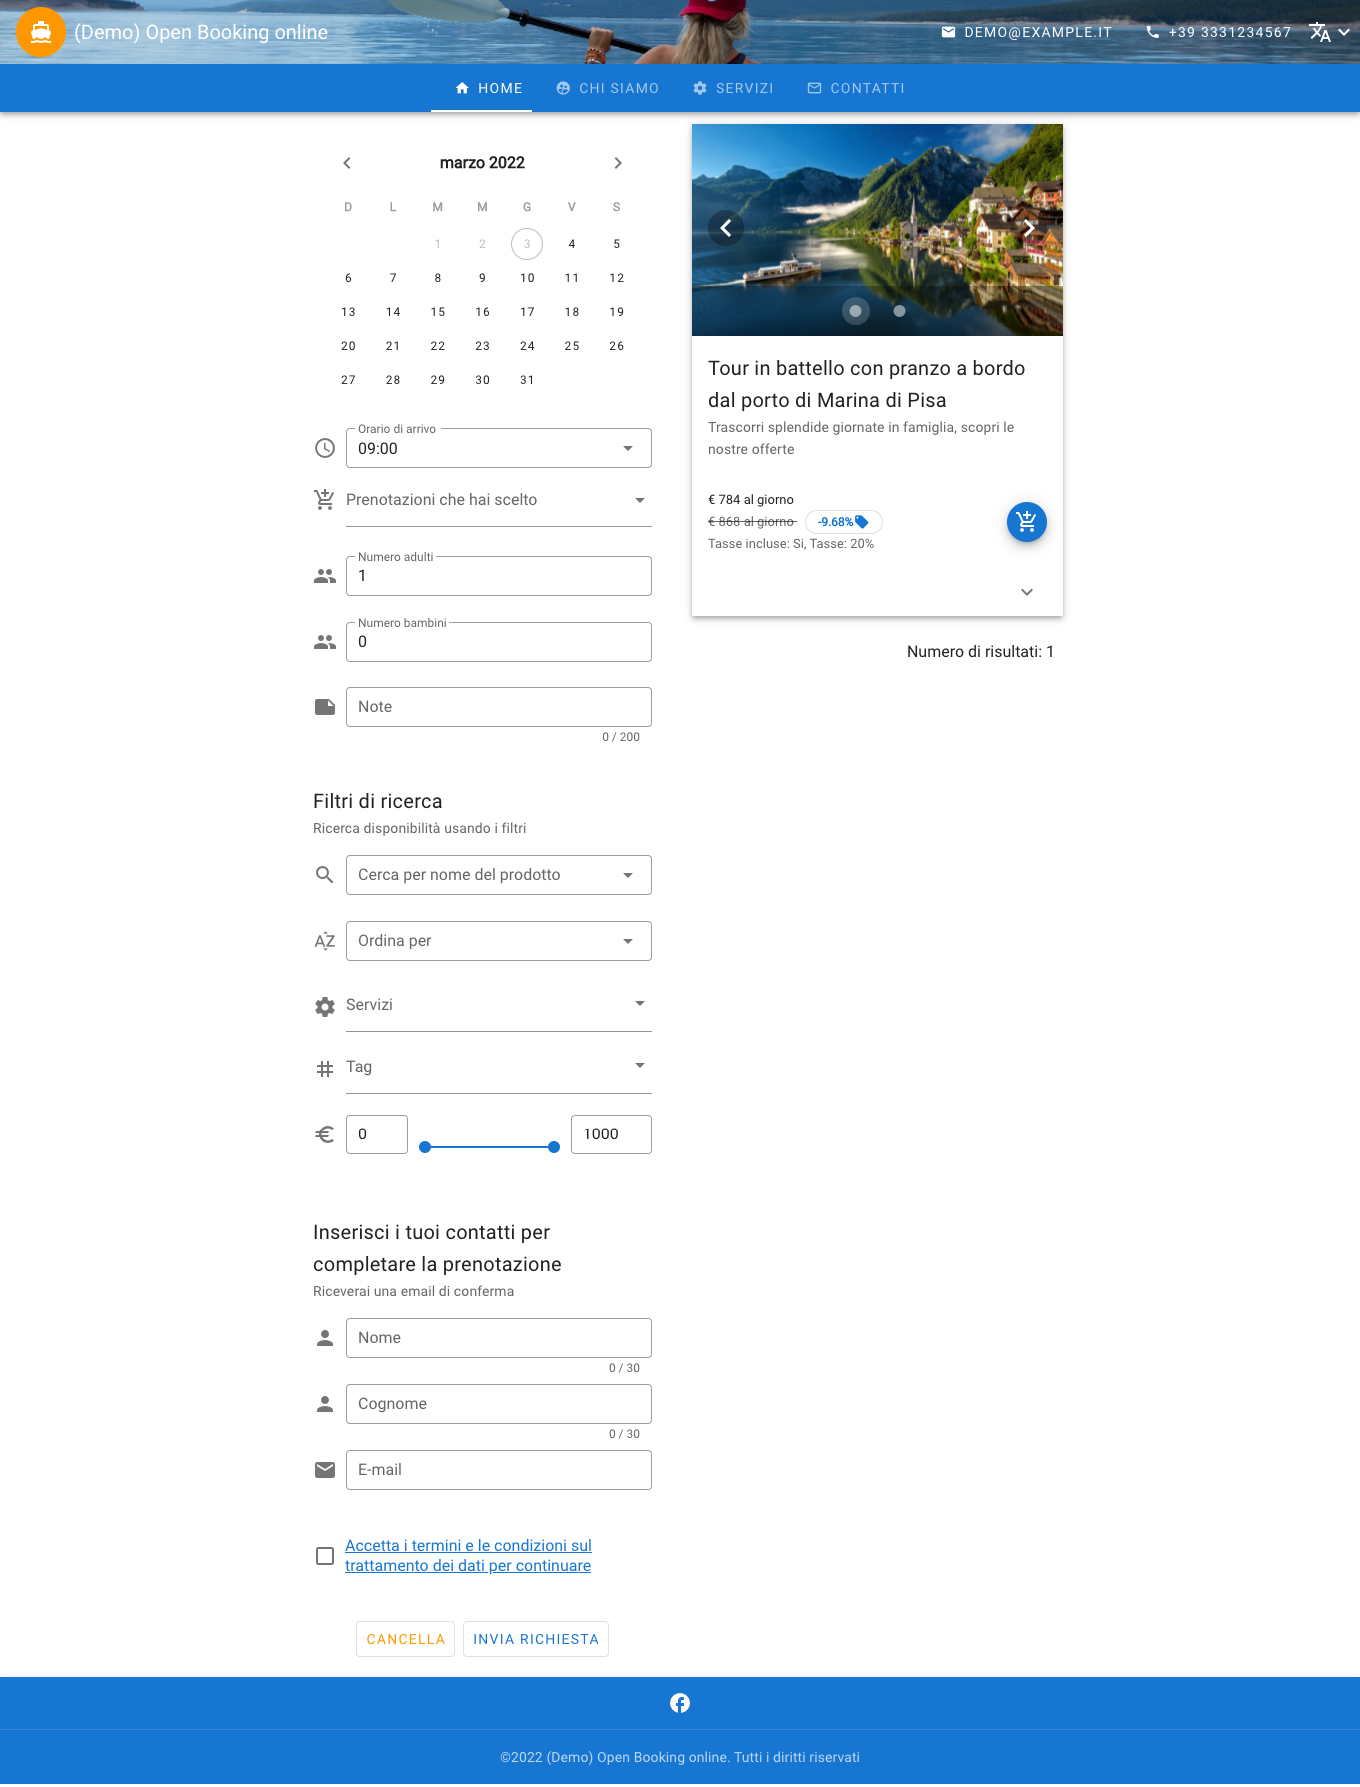 (Demo) Open Booking online
DEMO@EXAMPLE.IT
+39 3331234567
HOME
CHI SIAMO
SERVIZI
CONTATTI
marzo 2022
D L M M G V S
1 2 3 4 5
6 7 8 9 10 11 12
13 14 15 16 17 18 19
20 21 22 23 24 25 26
27 28 29 30 31
Orario di arrivo
09:00
Prenotazioni che hai scelto
Numero adulti
1
Numero bambini
0
Note
0 / 200
Filtri di ricerca
Ricerca disponibilità usando i filtri
Cerca per nome del prodotto
Ordina per
Servizi
Tag
0
1000
Inserisci i tuoi contatti per
completare la prenotazione
Riceverai una email di conferma
Nome
0 / 30
Cognome
0 / 30
E-mail
Accetta i termini e le condizioni sul
trattamento dei dati per continuare
CANCELLA
INVIA RICHIESTA
Tour in battello con pranzo a bordo
dal porto di Marina di Pisa
Trascorri splendide giornate in famiglia, scopri le
nostre offerte
€ 784 al giorno
€ 868 al giorno -9.68%
Tasse incluse: Si, Tasse: 20%
Numero di risultati: 1
©2022 (Demo) Open Booking online. Tutti i diritti riservati